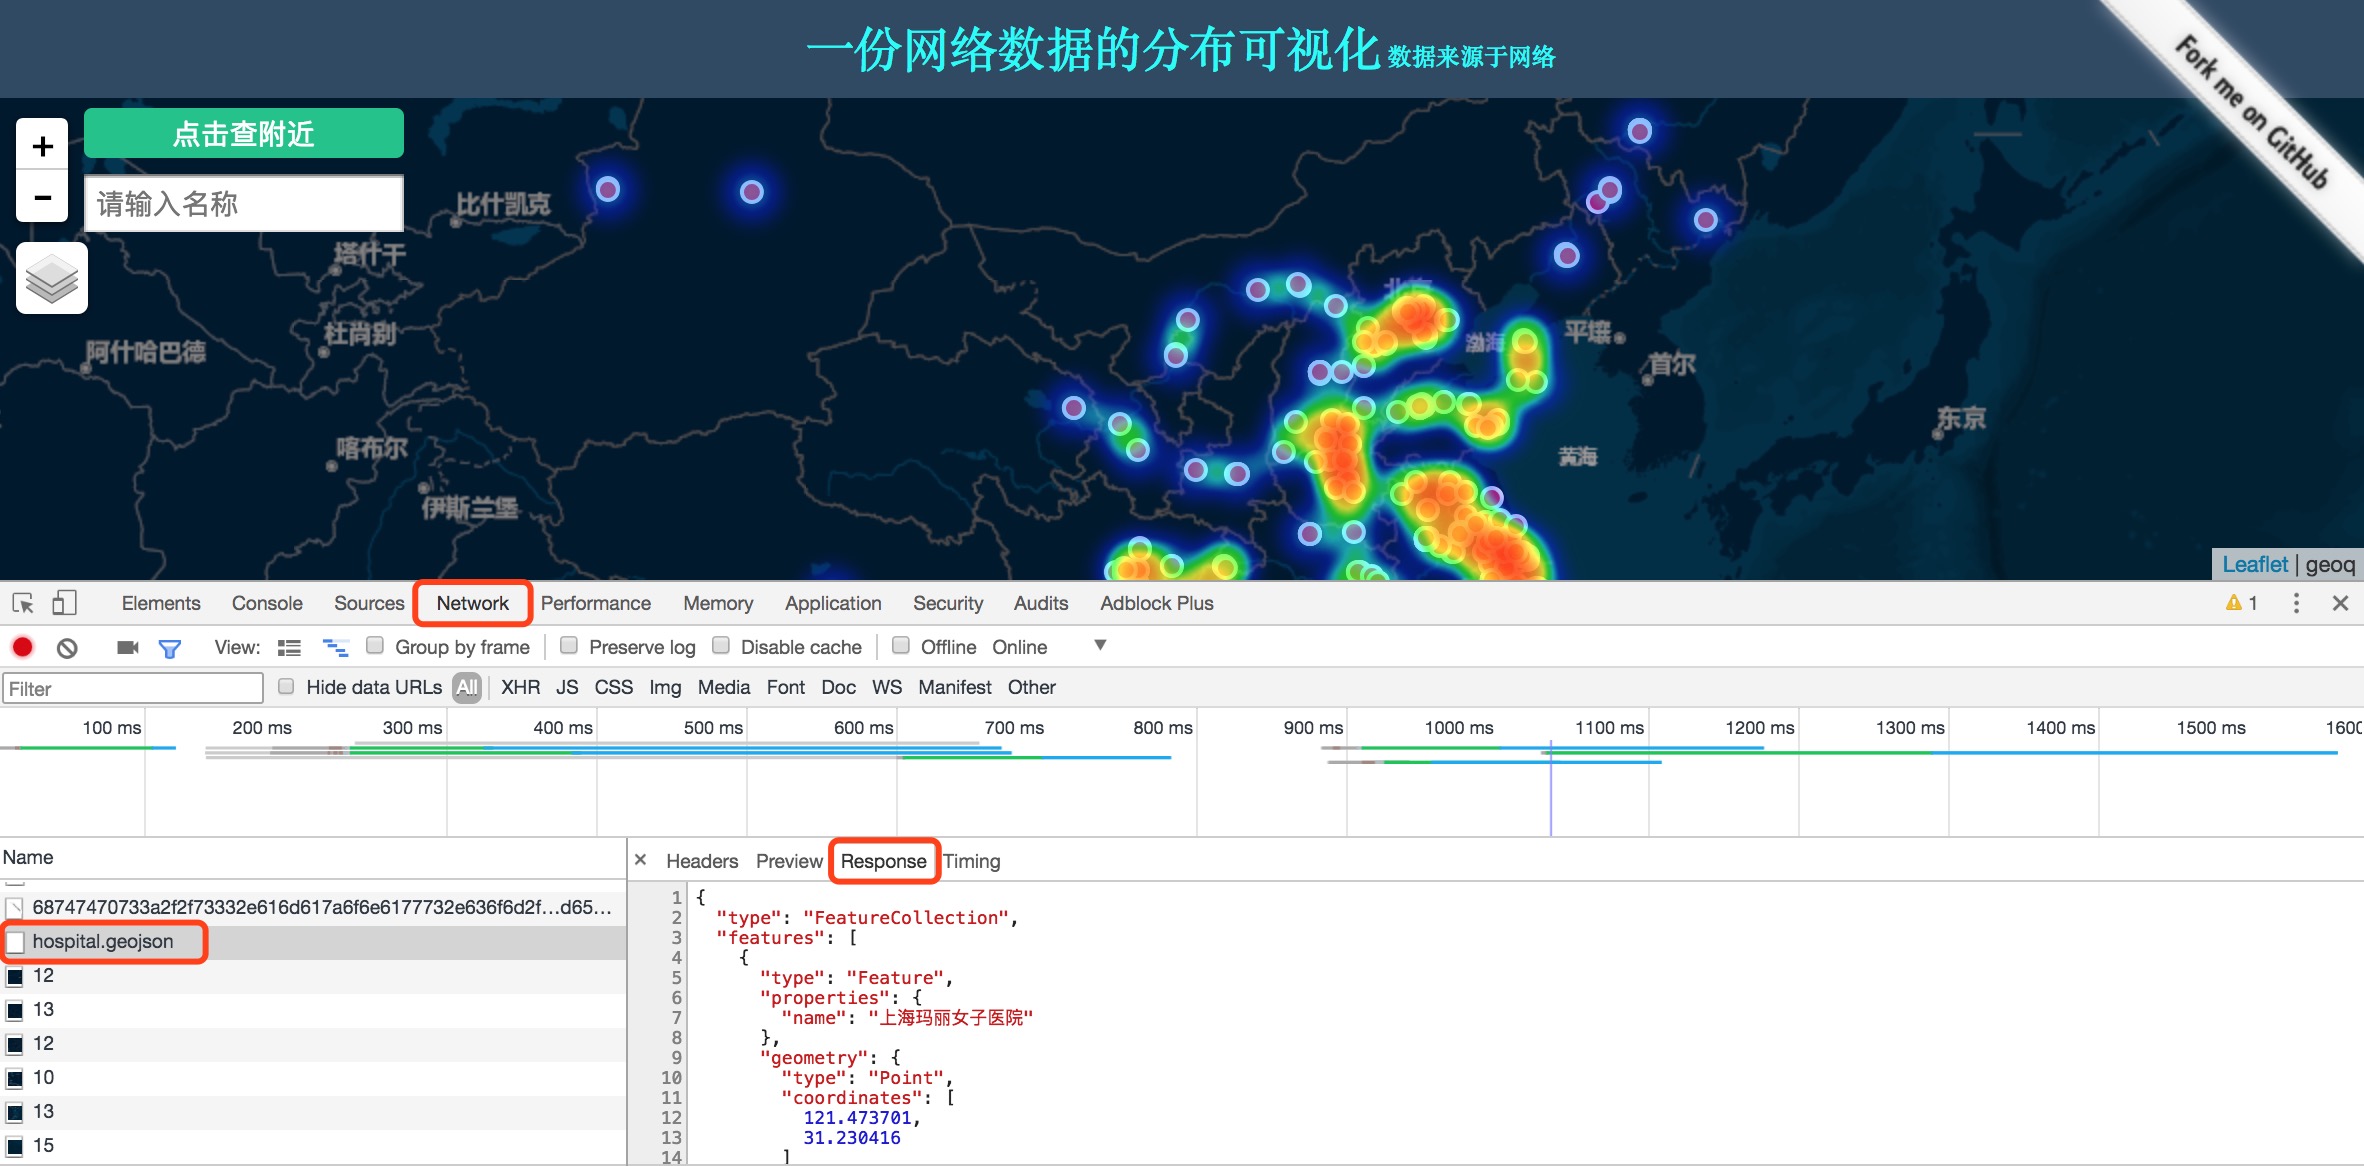 一份网络数据的分布可视化 数据来源于网络
Fork me on GitHub
+
点击查附近
-
请输入名称
比什凯克
塔什干
杜尚别
阿什哈巴德
喀布尔
伊斯兰堡
北京
渤海
平壤
首尔
东京
黄海
Leaflet | geoq
Elements Console Sources Network Performance Memory Application Security Audits Adblock Plus 1
View: Group by frame Preserve log Disable cache Offline Online
Filter Hide data URLs All XHR JS CSS Img Media Font Doc WS Manifest Other
100 ms 200 ms 300 ms 400 ms 500 ms 600 ms 700 ms 800 ms 900 ms 1000 ms 1100 ms 1200 ms 1300 ms 1400 ms 1500 ms
Name
68747470733a2f2f73332e616d617a6f6e6177732e636f6d2f...d65...
hospital.geojson
12
13
12
10
13
15
Headers Preview Response Timing
1 {
2 "type": "FeatureCollection",
3 "features": [
4 {
5 "type": "Feature",
6 "properties": {
7 "name": "上海玛丽女子医院"
8 },
9 "geometry": {
10 "type": "Point",
11 "coordinates": [
12 121.473701,
13 31.230416
14 ]